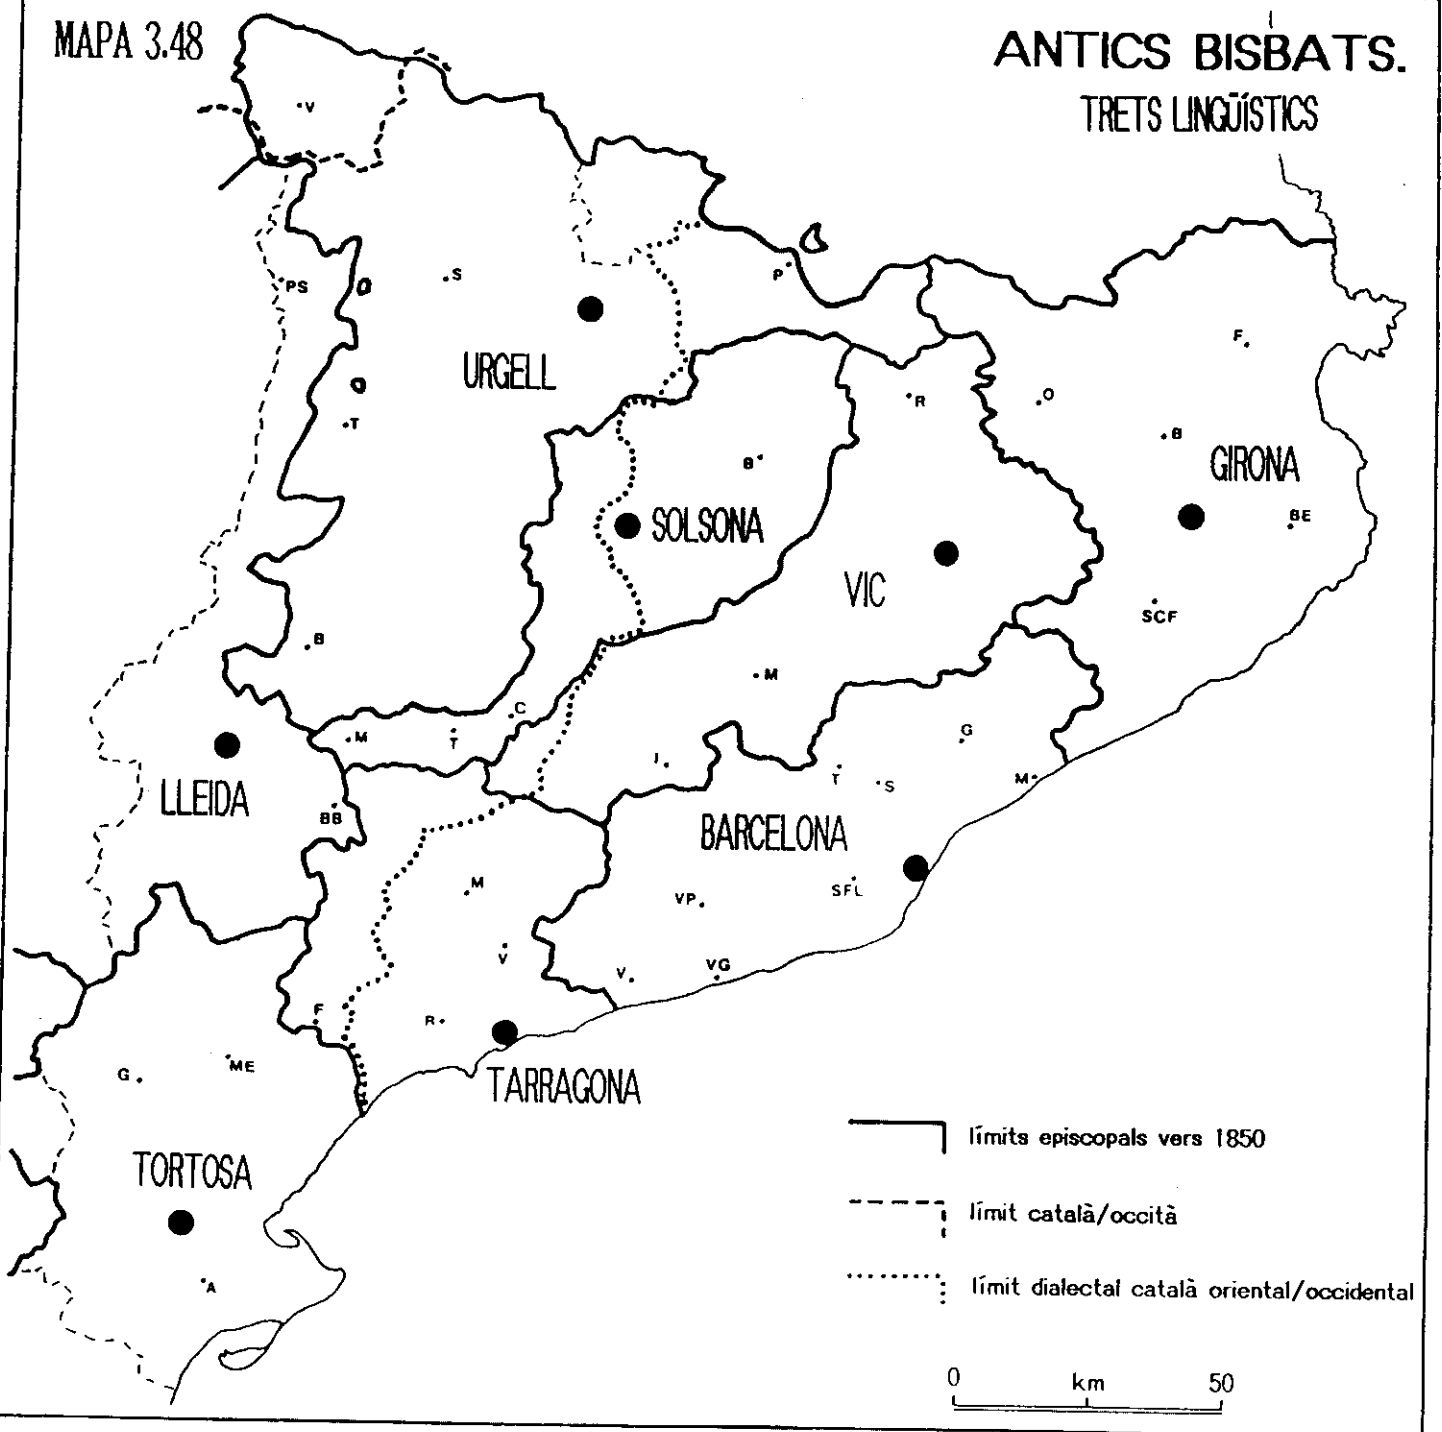 MAPA 3.48
ANTICS BISBATS.
TRETS LINGÜÍSTICS
V
PS
S
P
F
URGELL
T
R
O
B
B
GIRONA
SOLSONA
BE
VIC
SCF
B
M
C
M
T
G
J
T
S
M
LLEIDA
BB
BARCELONA
M
VP
SFL
V
V
VG
F
R
G
ME
TARRAGONA
TORTOSA
A
límits episcopals vers 1850
límit català/occità
límit dialectal català oriental/occidental
0 km 50